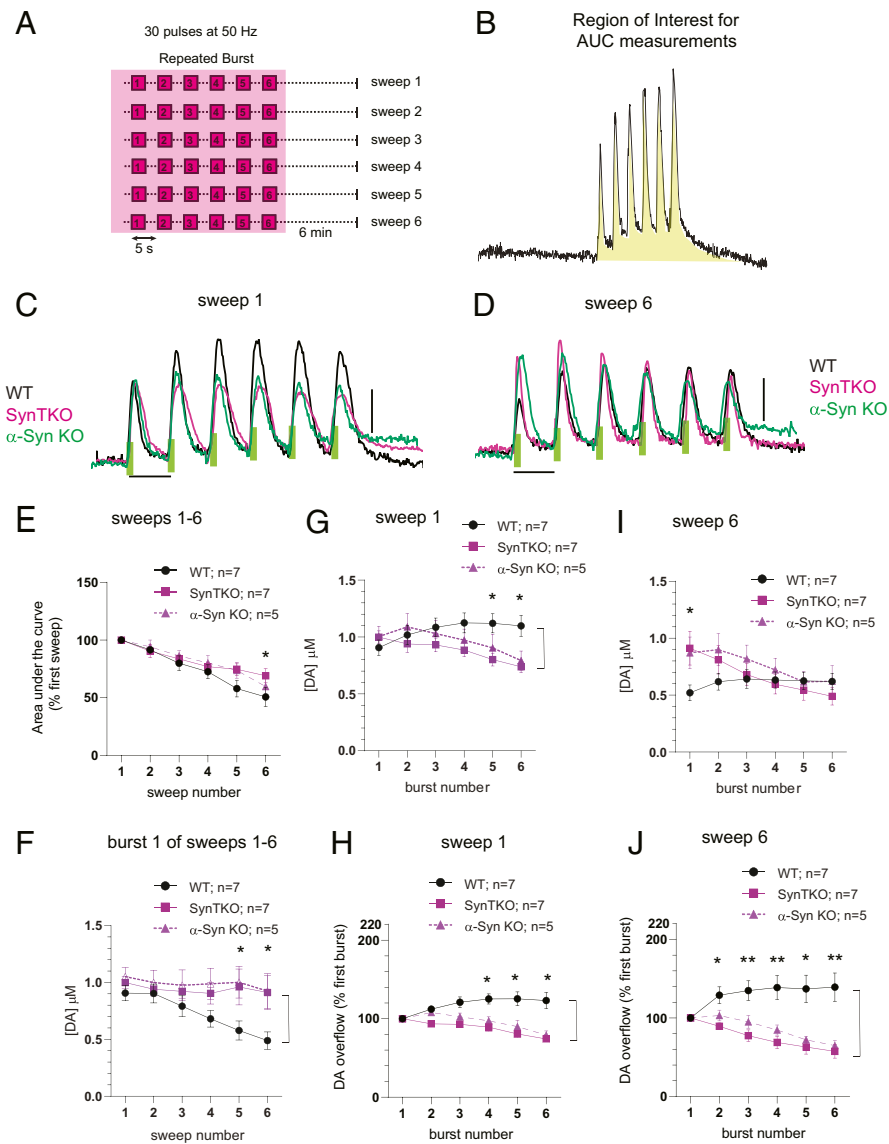 A
30 pulses at 50 Hz
Repeated Burst
1 2 3 4 5 6 sweep 1
1 2 3 4 5 6 sweep 2
1 2 3 4 5 6 sweep 3
1 2 3 4 5 6 sweep 4
1 2 3 4 5 6 sweep 5
1 2 3 4 5 6 sweep 6
6 min
5 s
B
Region of Interest for
AUC measurements
C
sweep 1
WT
SynTKO
α-Syn KO
D
sweep 6
WT
SynTKO
α-Syn KO
E
sweeps 1-6
WT; n=7
SynTKO; n=7
α-Syn KO; n=5
Area under the curve
(% first sweep)
150
100
50
0
*
1 2 3 4 5 6
sweep number
G
sweep 1
WT; n=7
SynTKO; n=7
α-Syn KO; n=5
[DA] μM
1.5
1.0
0.5
0.0
* *
1 2 3 4 5 6
burst number
I
sweep 6
WT; n=7
SynTKO; n=7
α-Syn KO; n=5
[DA] μM
1.5
1.0
0.5
0.0
*
1 2 3 4 5 6
burst number
F
burst 1 of sweeps 1-6
WT; n=7
SynTKO; n=7
α-Syn KO; n=5
[DA] μM
1.5
1.0
0.5
0.0
* *
1 2 3 4 5 6
sweep number
H
sweep 1
WT; n=7
SynTKO; n=7
α-Syn KO; n=5
DA overflow (% first burst)
220
200
100
0
* * *
1 2 3 4 5 6
burst number
J
sweep 6
WT; n=7
SynTKO; n=7
α-Syn KO; n=5
DA overflow (% first burst)
220
200
100
0
* ** ** * **
1 2 3 4 5 6
burst number